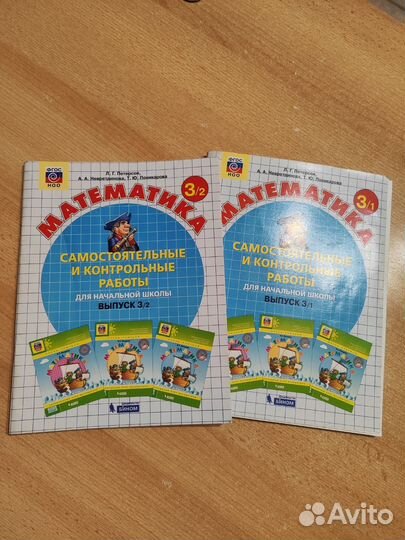 ФГОС
НОО
Л. Г. Петерсон,
А. А. Невретдинова, Т. Ю. Поникарова
МАТЕМАТИКА
3/2
САМОСТОЯТЕЛЬНЫЕ
И КОНТРОЛЬНЫЕ
РАБОТЫ
ДЛЯ НАЧАЛЬНОЙ ШКОЛЫ
ВЫПУСК 3/2
БИНОМ
ФГОС
НОО
Л. Г. Петерсон,
А. А. Невретдинова, Т. Ю. Поникарова
МАТЕМАТИКА
3/1
САМОСТОЯТЕЛЬНЫЕ
И КОНТРОЛЬНЫЕ
РАБОТЫ
ДЛЯ НАЧАЛЬНОЙ ШКОЛЫ
ВЫПУСК 3/1
БИНОМ
Avito